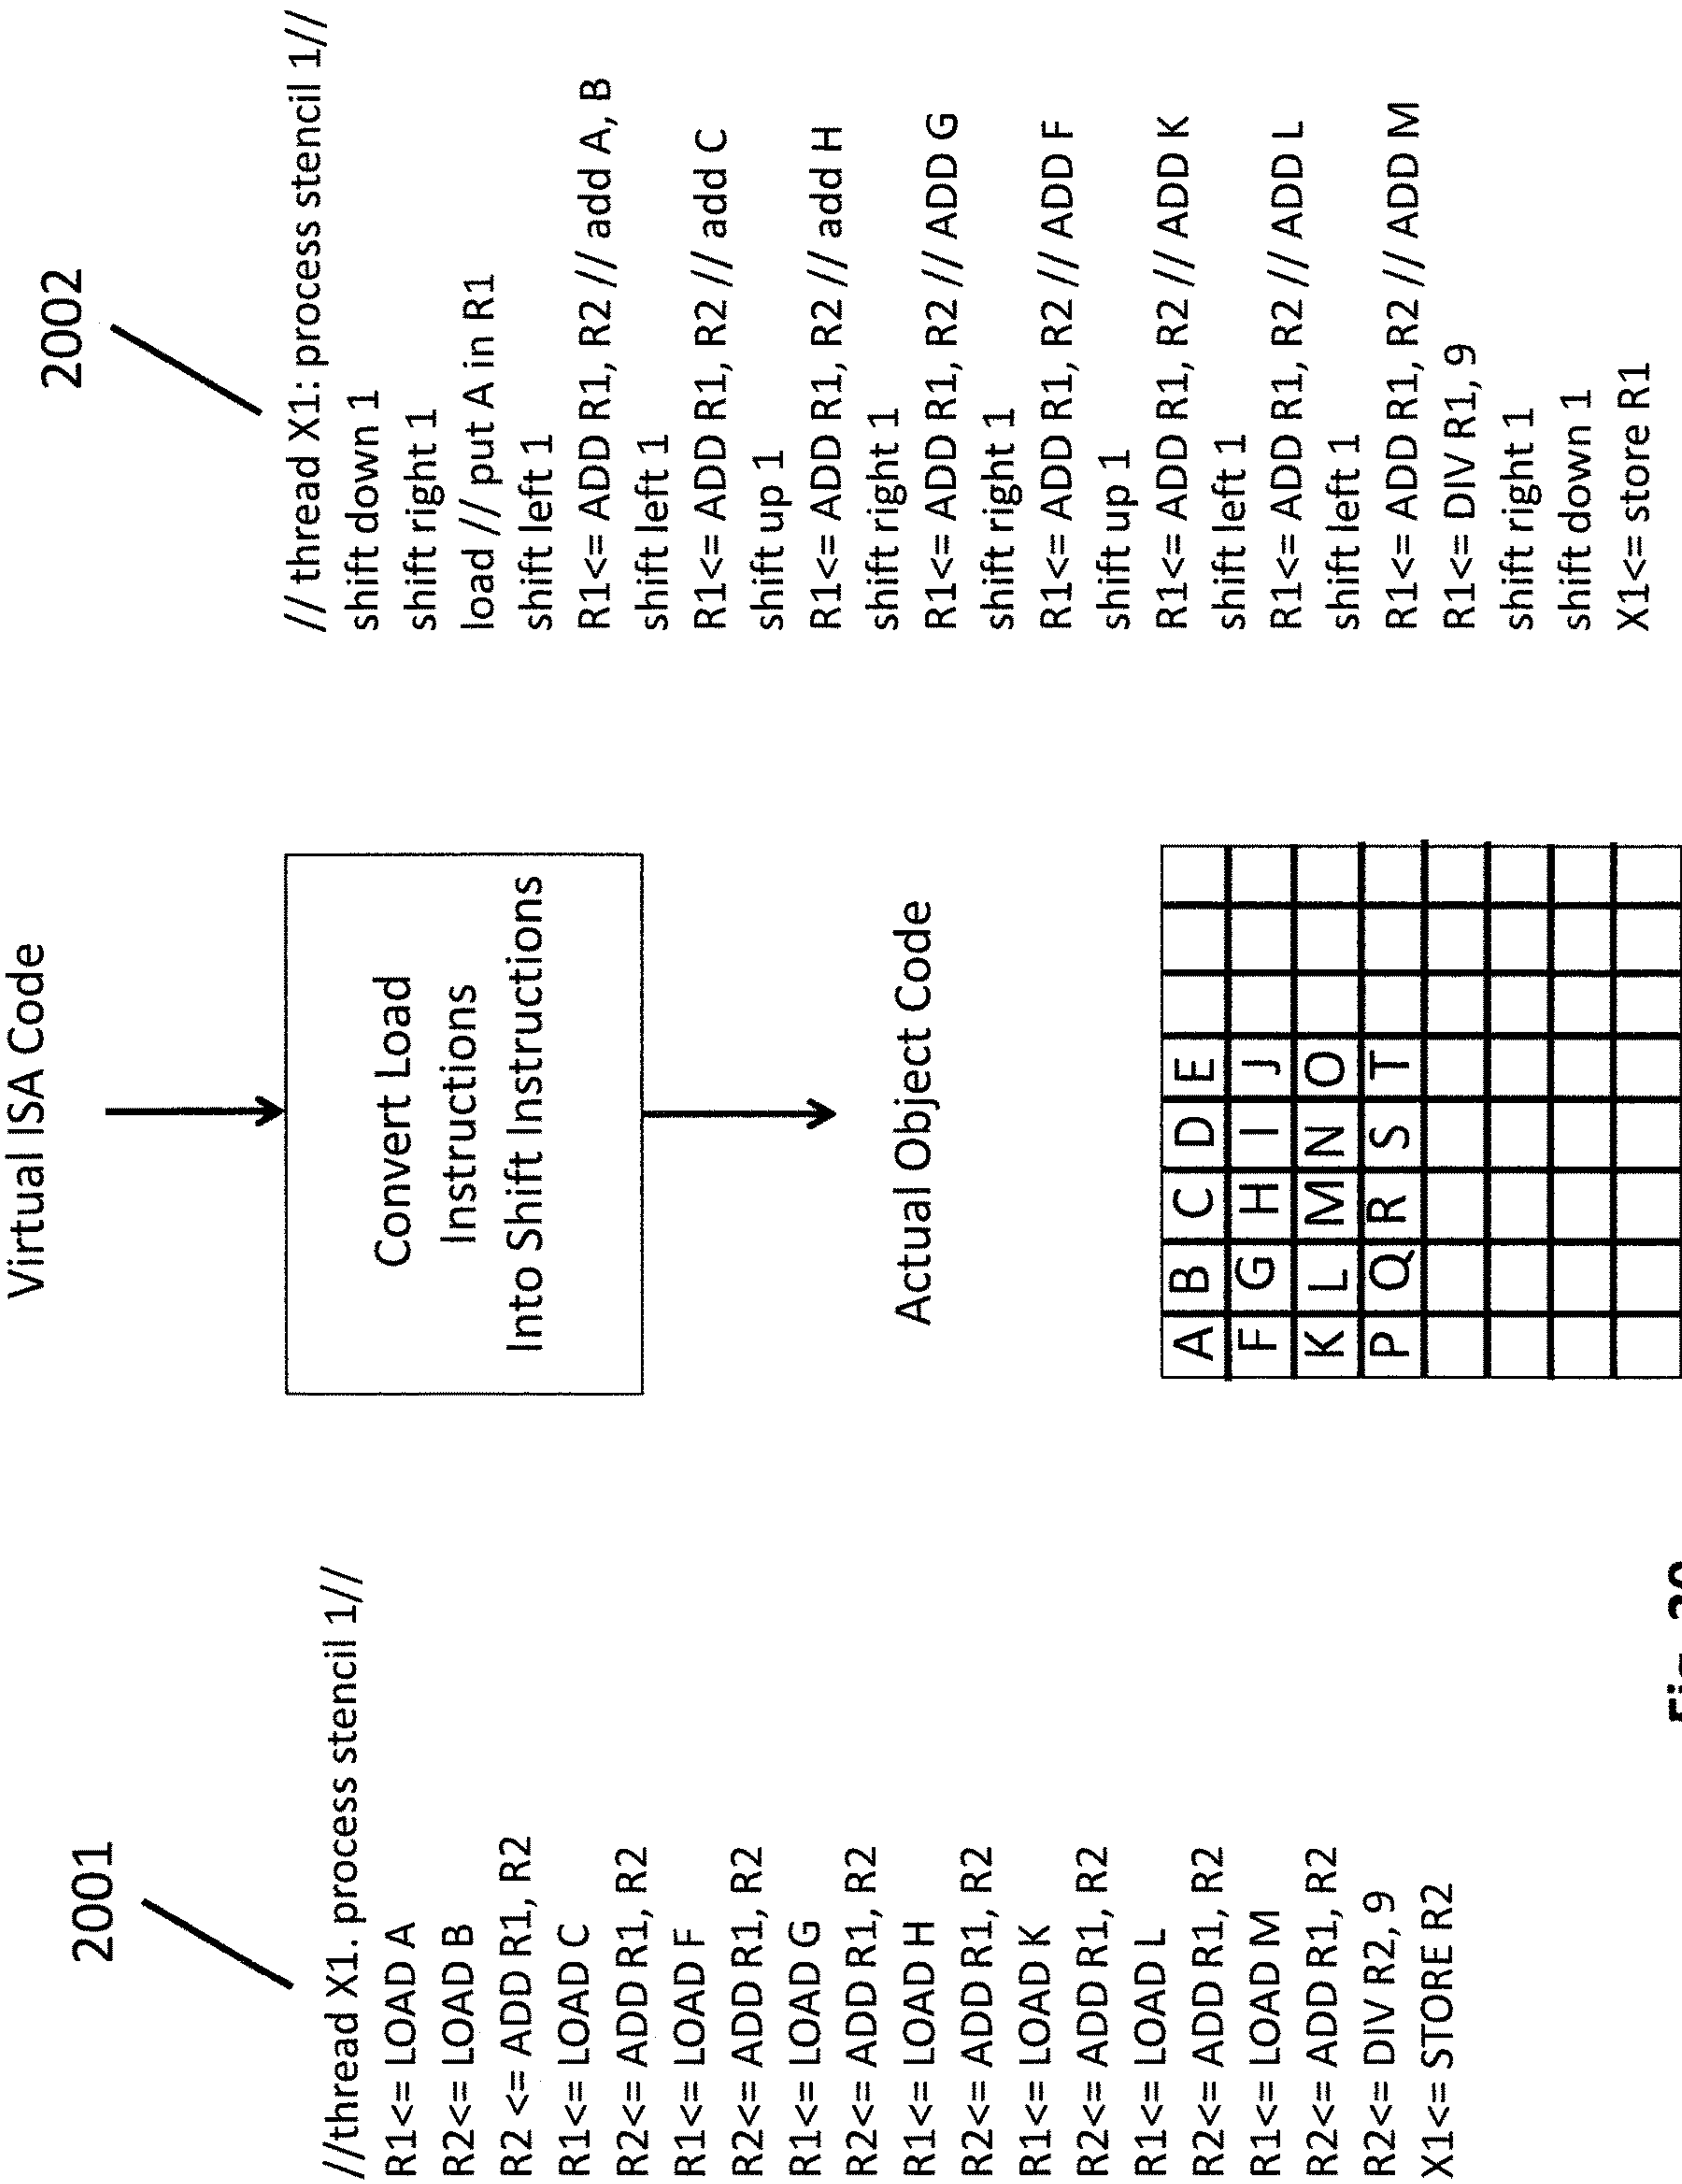 2001
//thread X1. process stencil 1//
R1<= LOAD A
R2<= LOAD B
R2 <= ADD R1, R2
R1<= LOAD C
R2<= ADD R1, R2
R1<= LOAD F
R2<= ADD R1, R2
R1<= LOAD G
R2<= ADD R1, R2
R1<= LOAD H
R2<= ADD R1, R2
R1<= LOAD K
R2<= ADD R1, R2
R1<= LOAD L
R2<= ADD R1, R2
R1<= LOAD M
R2<= ADD R1, R2
R2<= DIV R2, 9
X1<= STORE R2
Virtual ISA Code
Convert Load
Instructions
Into Shift Instructions
Actual Object Code
A B C D E
F G H I J
K L M N O
P Q R S T
2002
// thread X1: process stencil 1//
shift down 1
shift right 1
load // put A in R1
shift left 1
R1<= ADD R1, R2 // add A, B
shift left 1
R1<= ADD R1, R2 // add C
shift up 1
R1<= ADD R1, R2 // add H
shift right 1
R1<= ADD R1, R2 // ADD G
shift right 1
R1<= ADD R1, R2 // ADD F
shift up 1
R1<= ADD R1, R2 // ADD K
shift left 1
R1<= ADD R1, R2 // ADD L
shift left 1
R1<= ADD R1, R2 // ADD M
R1<= DIV R1, 9
shift right 1
shift down 1
X1<= store R1